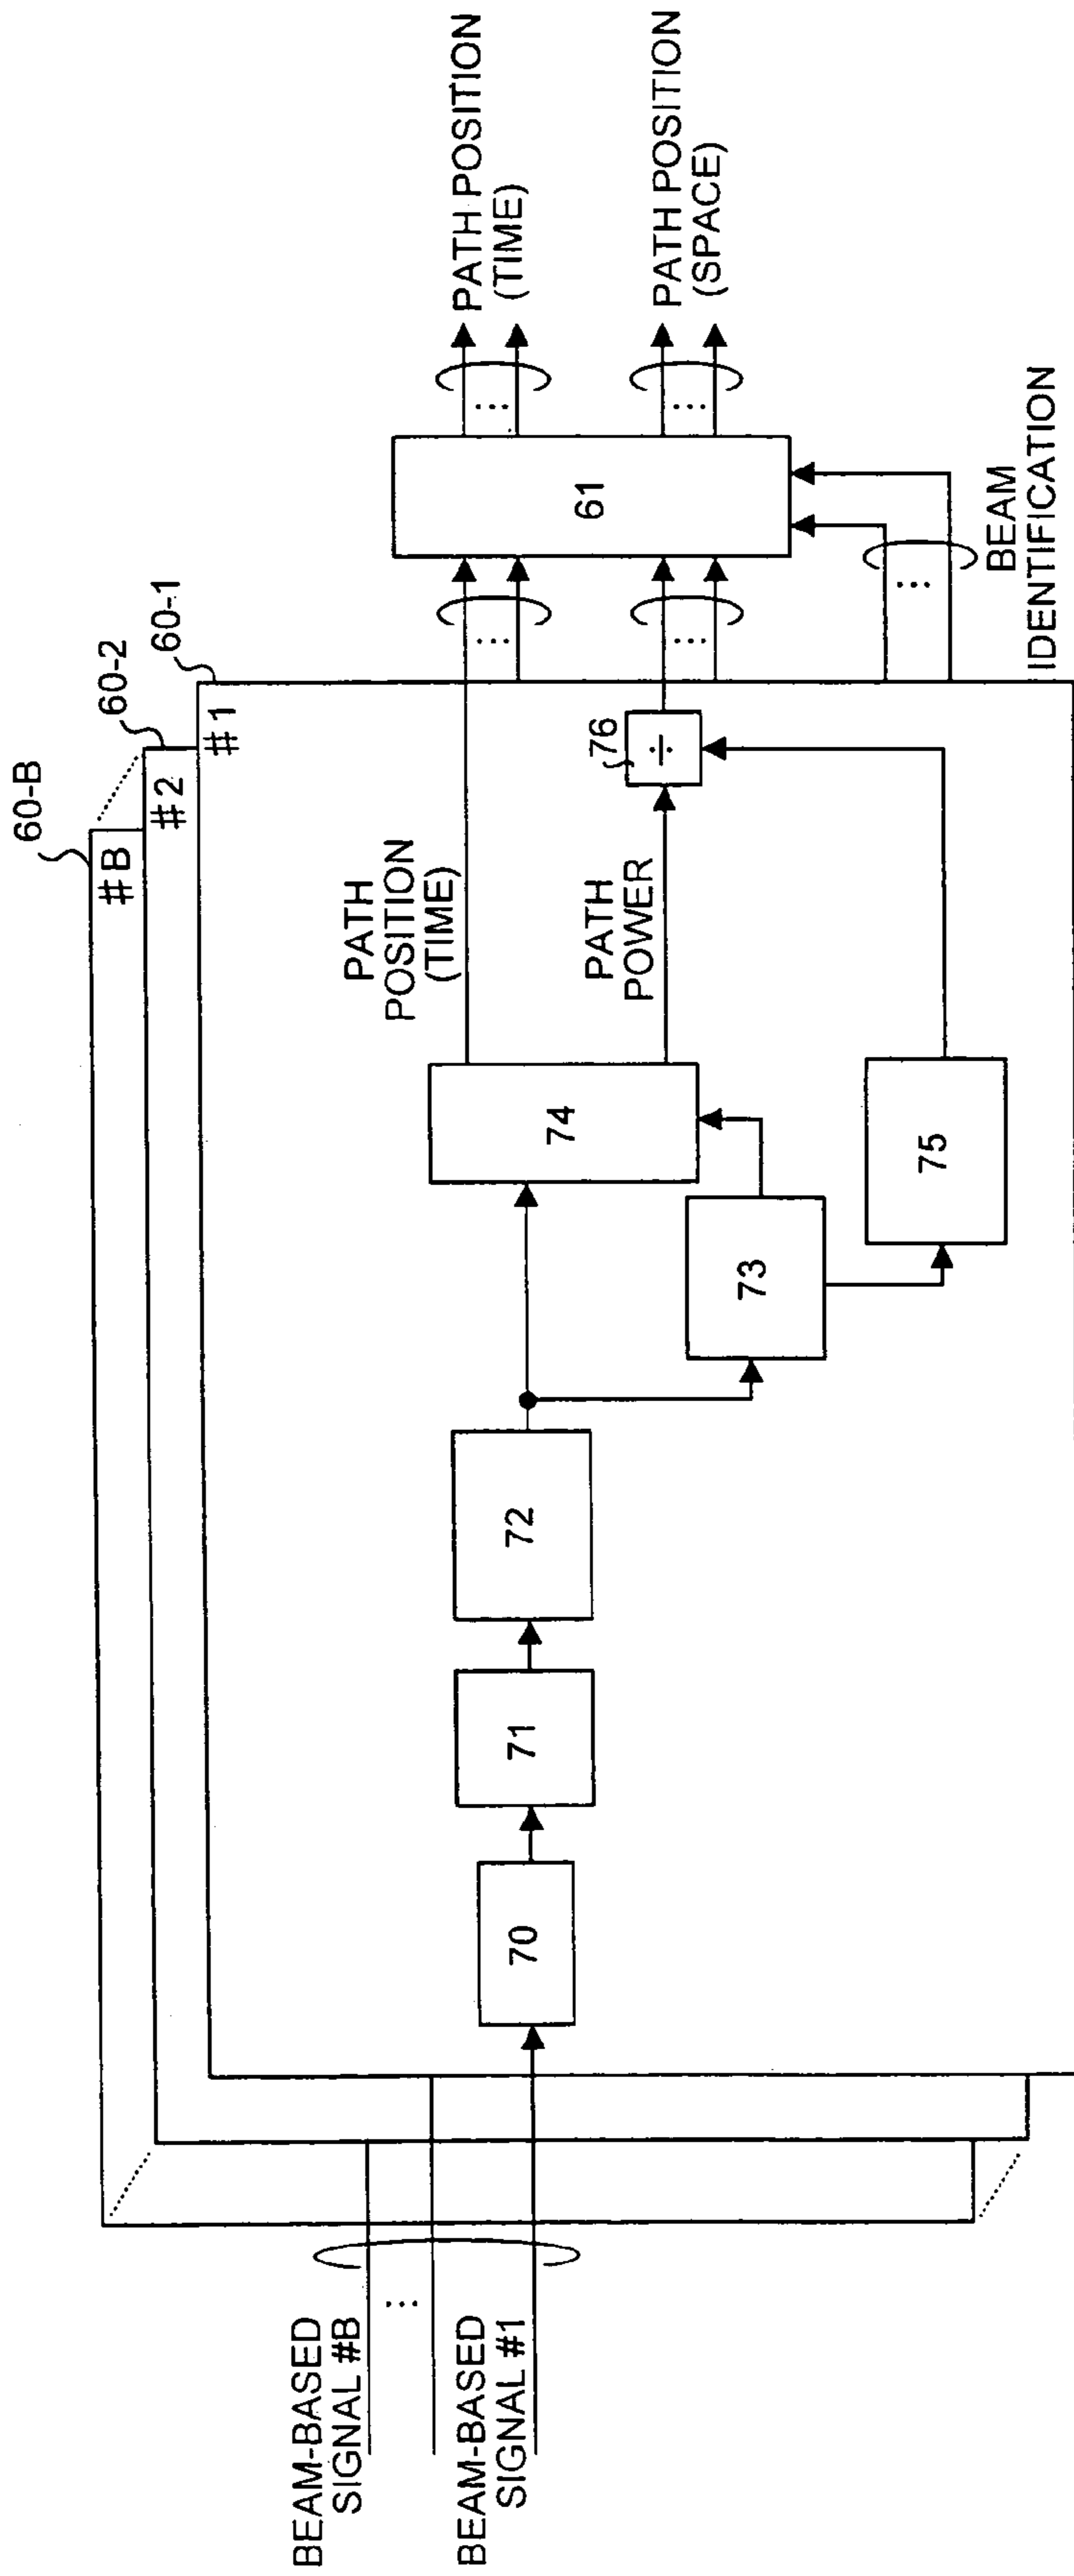 60-B
60-2
60-1
#B
#2
#1
BEAM-BASED
SIGNAL #B
...
BEAM-BASED
SIGNAL #1
70
71
72
73
74
75
PATH
POSITION
(TIME)
PATH
POWER
76
÷
...
...
61
...
...
PATH POSITION
(TIME)
PATH POSITION
(SPACE)
...
BEAM
IDENTIFICATION